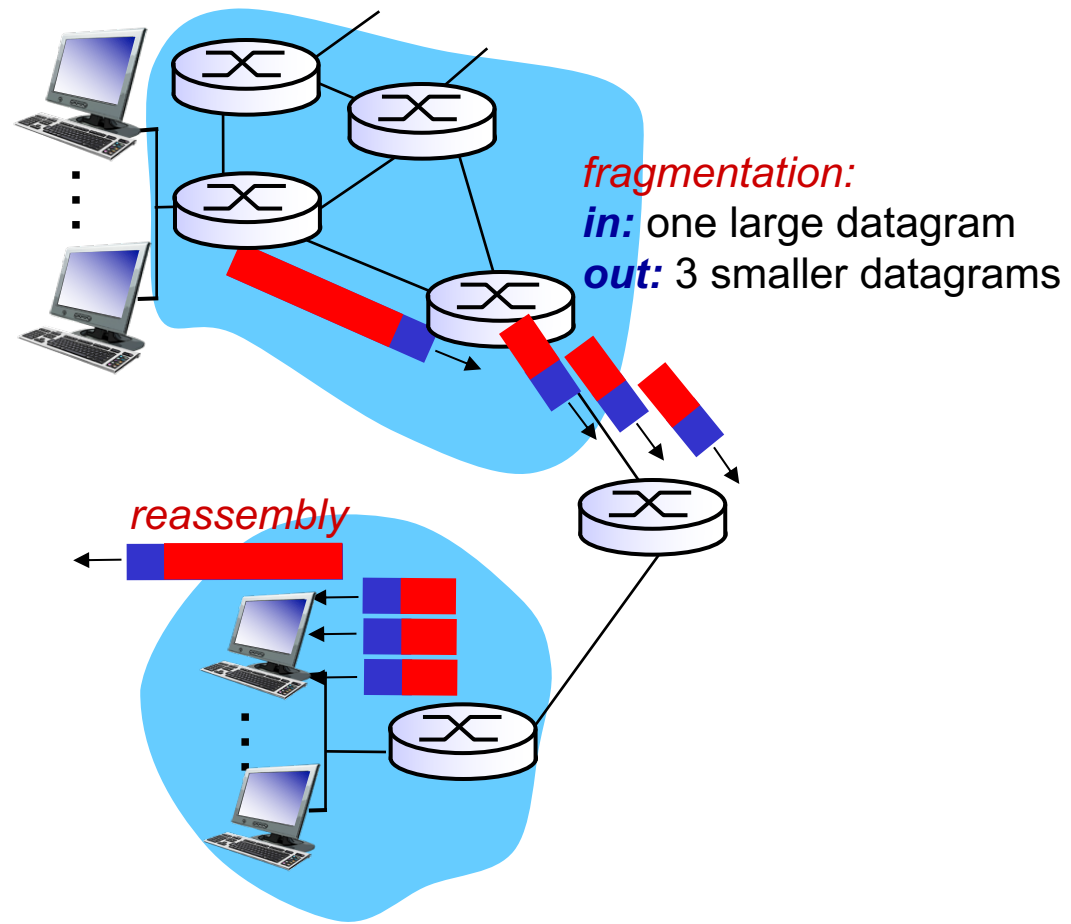 fragmentation:
in: one large datagram
out: 3 smaller datagrams
reassembly